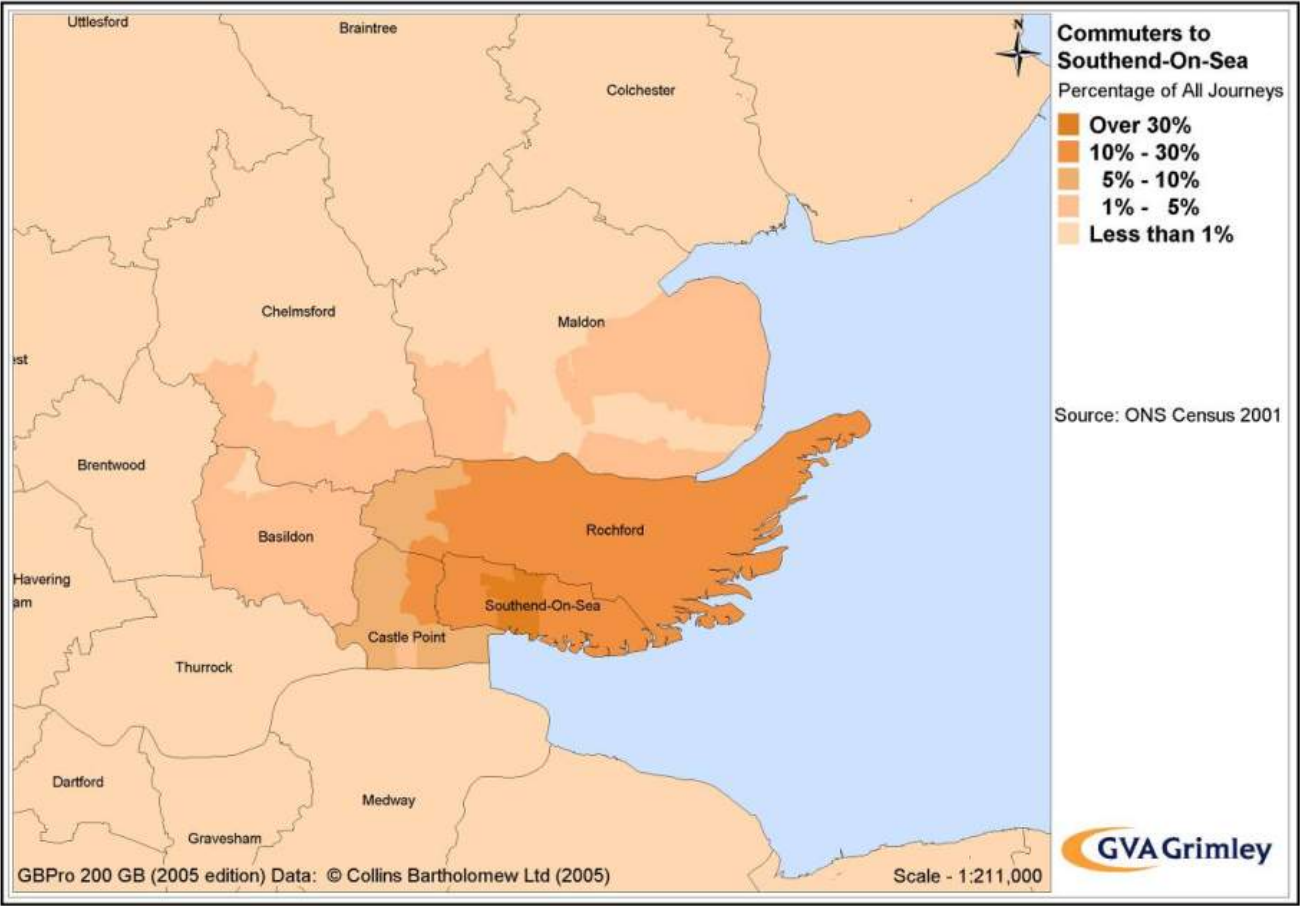 Uttlesford
Braintree
Colchester
Chelmsford
Maldon
est
Brentwood
Basildon
Rochford
Havering
am
Southend-On-Sea
Castle Point
Thurrock
Dartford
Medway
Gravesham
GBPro 200 GB (2005 edition) Data: © Collins Bartholomew Ltd (2005)
Scale - 1:211,000
N
Commuters to
Southend-On-Sea
Percentage of All Journeys
Over 30%
10% - 30%
5% - 10%
1% - 5%
Less than 1%
Source: ONS Census 2001
GVA Grimley